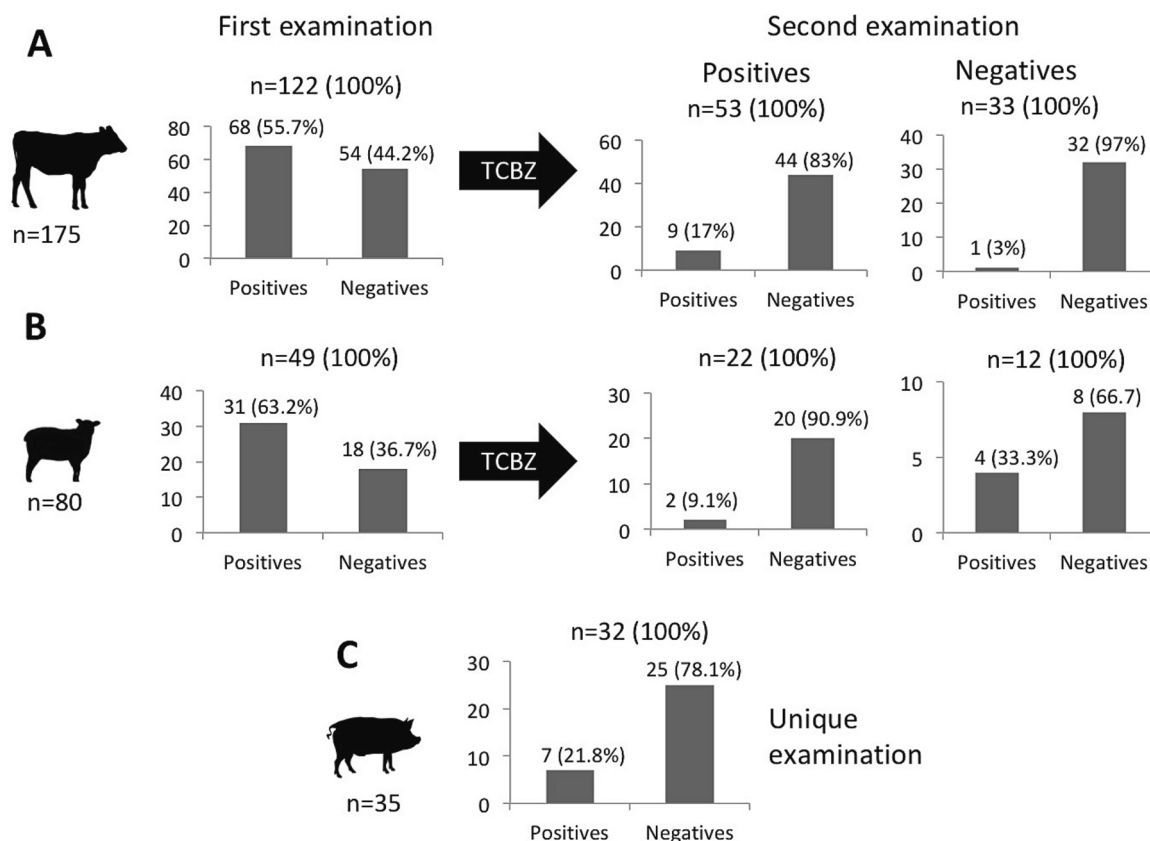 A
First examination
Second examination
Positives
Negatives
n=122 (100%)
n=53 (100%)
n=33 (100%)
80
60
40
20
0
68 (55.7%)
54 (44.2%)
Positives
Negatives
n=175
TCBZ
60
40
20
0
9 (17%)
44 (83%)
Positives
Negatives
40
30
20
10
0
1 (3%)
32 (97%)
Positives
Negatives
B
n=49 (100%)
n=22 (100%)
n=12 (100%)
40
30
20
10
0
31 (63.2%)
18 (36.7%)
Positives
Negatives
n=80
TCBZ
30
20
10
0
2 (9.1%)
20 (90.9%)
Positives
Negatives
10
5
0
4 (33.3%)
8 (66.7)
Positives
Negatives
C
n=32 (100%)
30
20
10
0
7 (21.8%)
25 (78.1%)
Positives
Negatives
n=35
Unique
examination